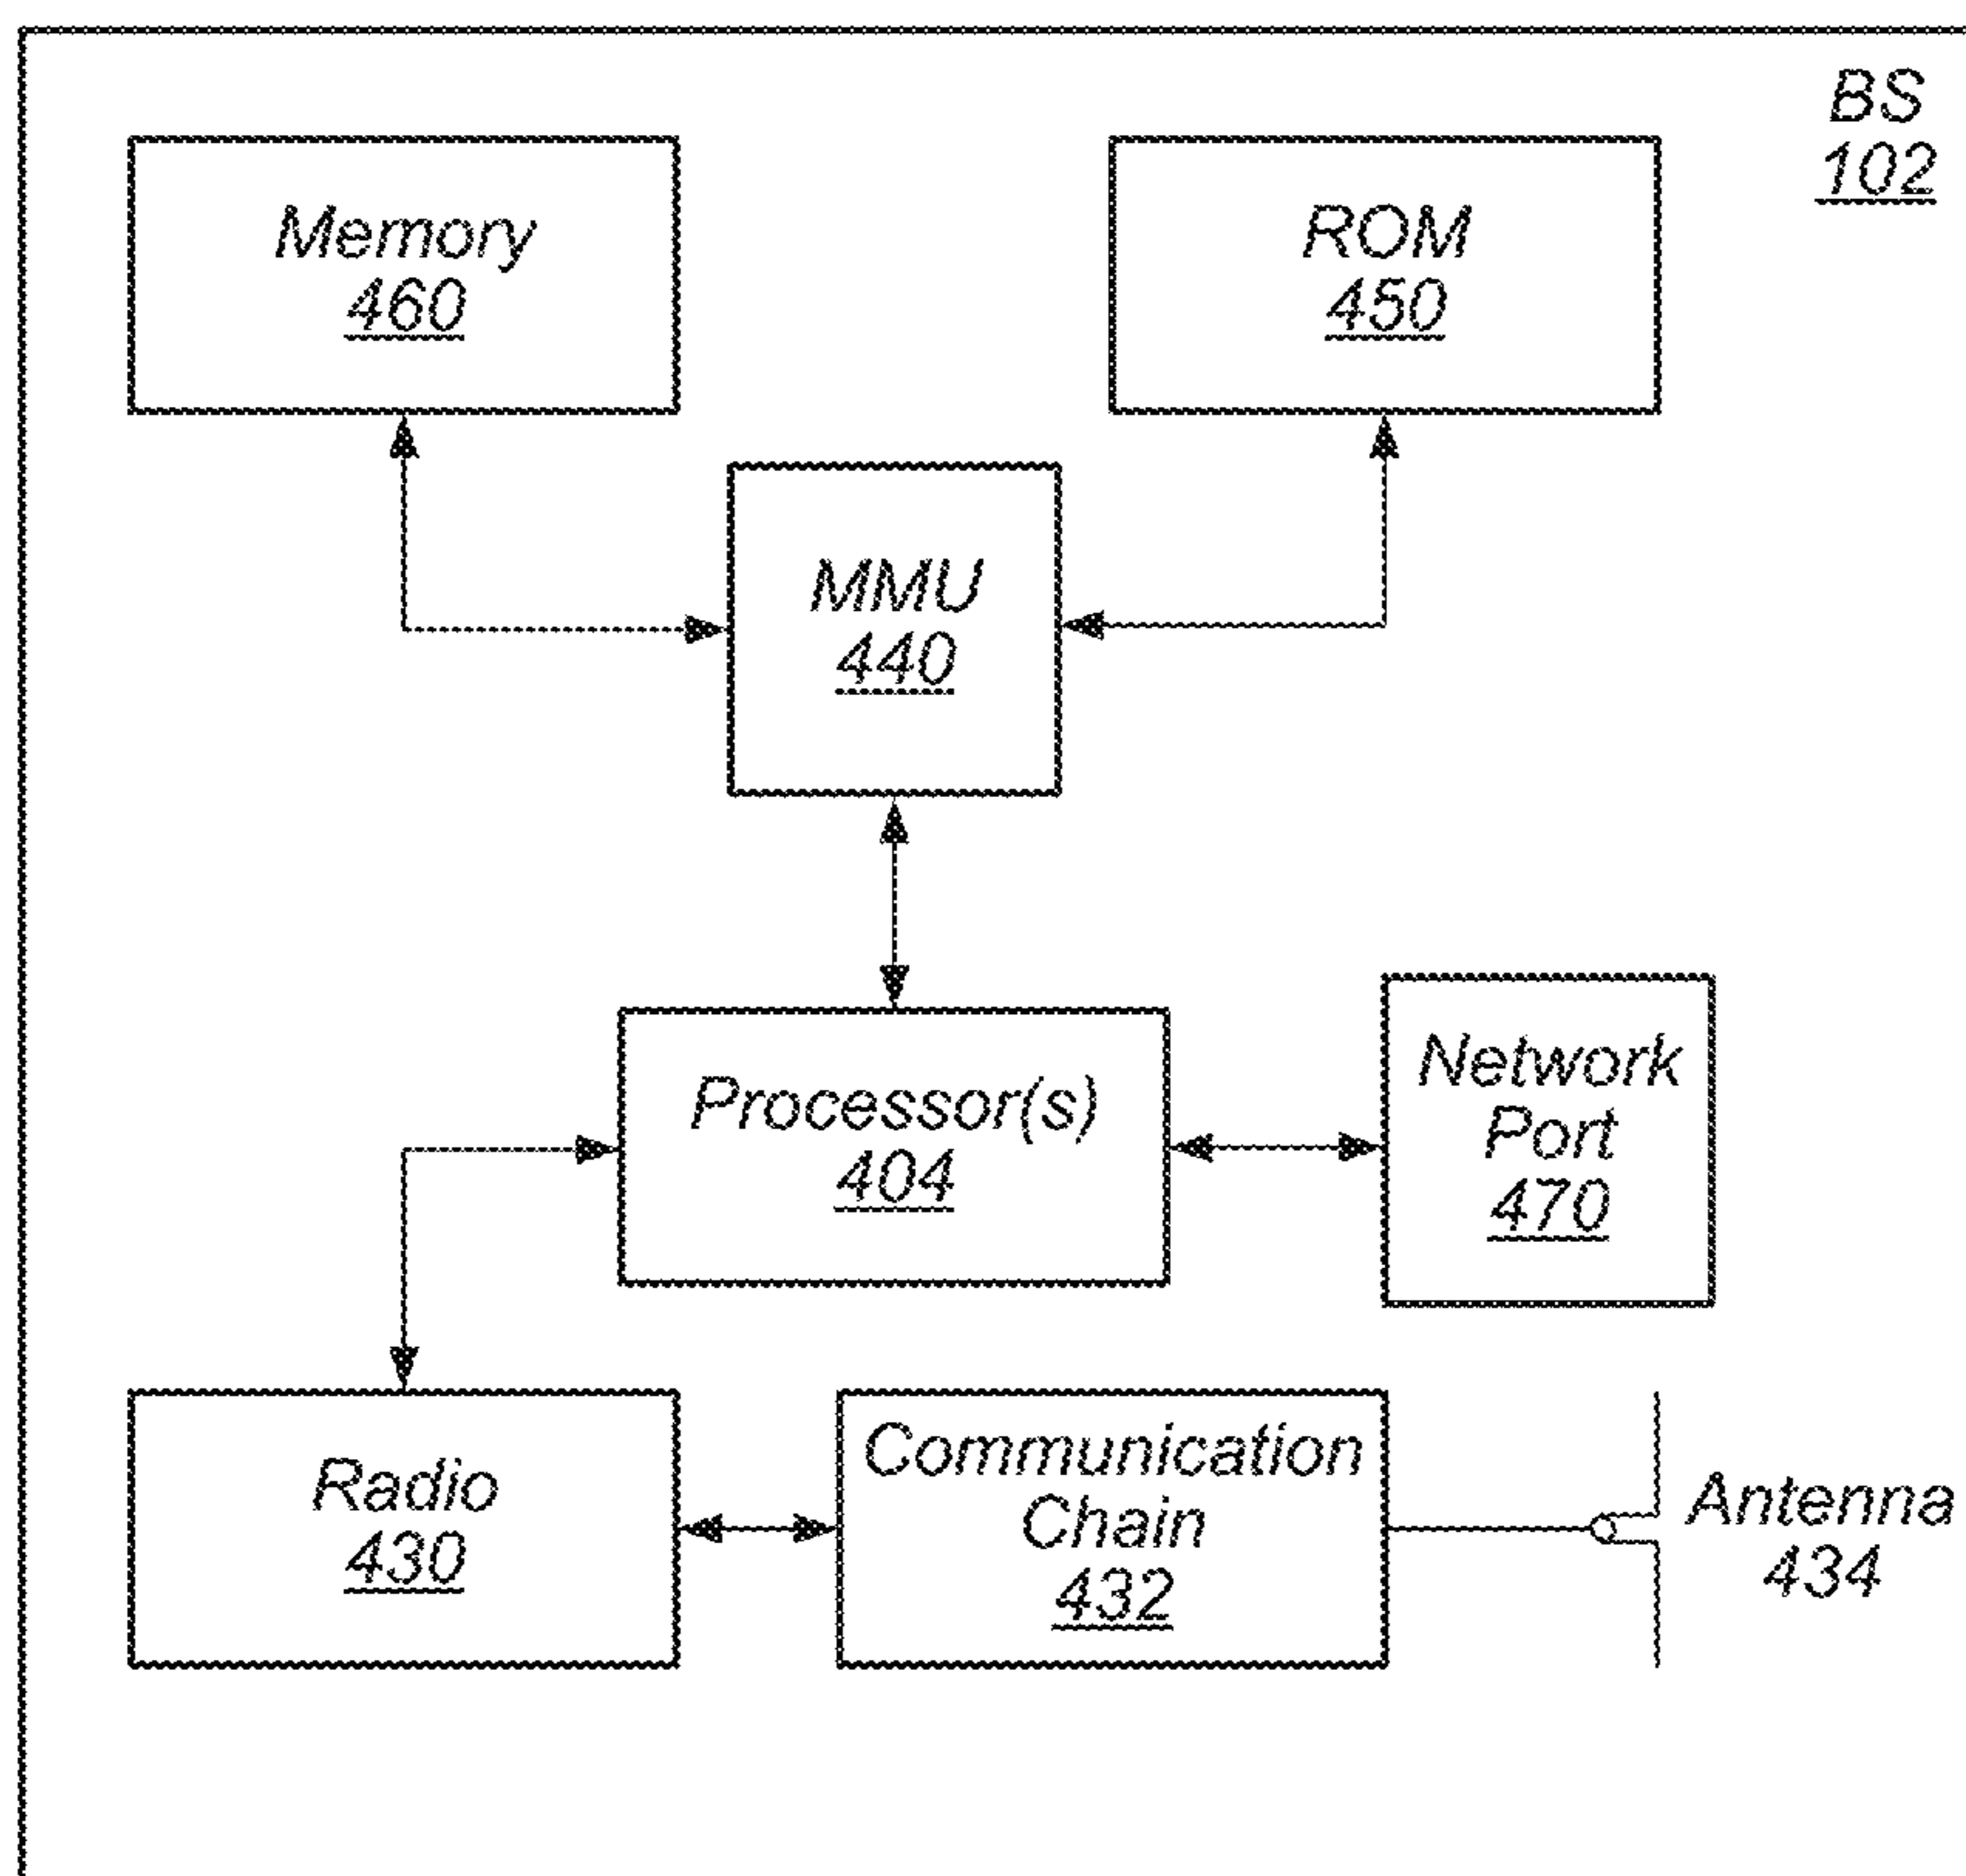 BS
102
Memory
460
ROM
450
MMU
440
Processor(s)
404
Network
Port
470
Radio
430
Communication
Chain
432
Antenna
434